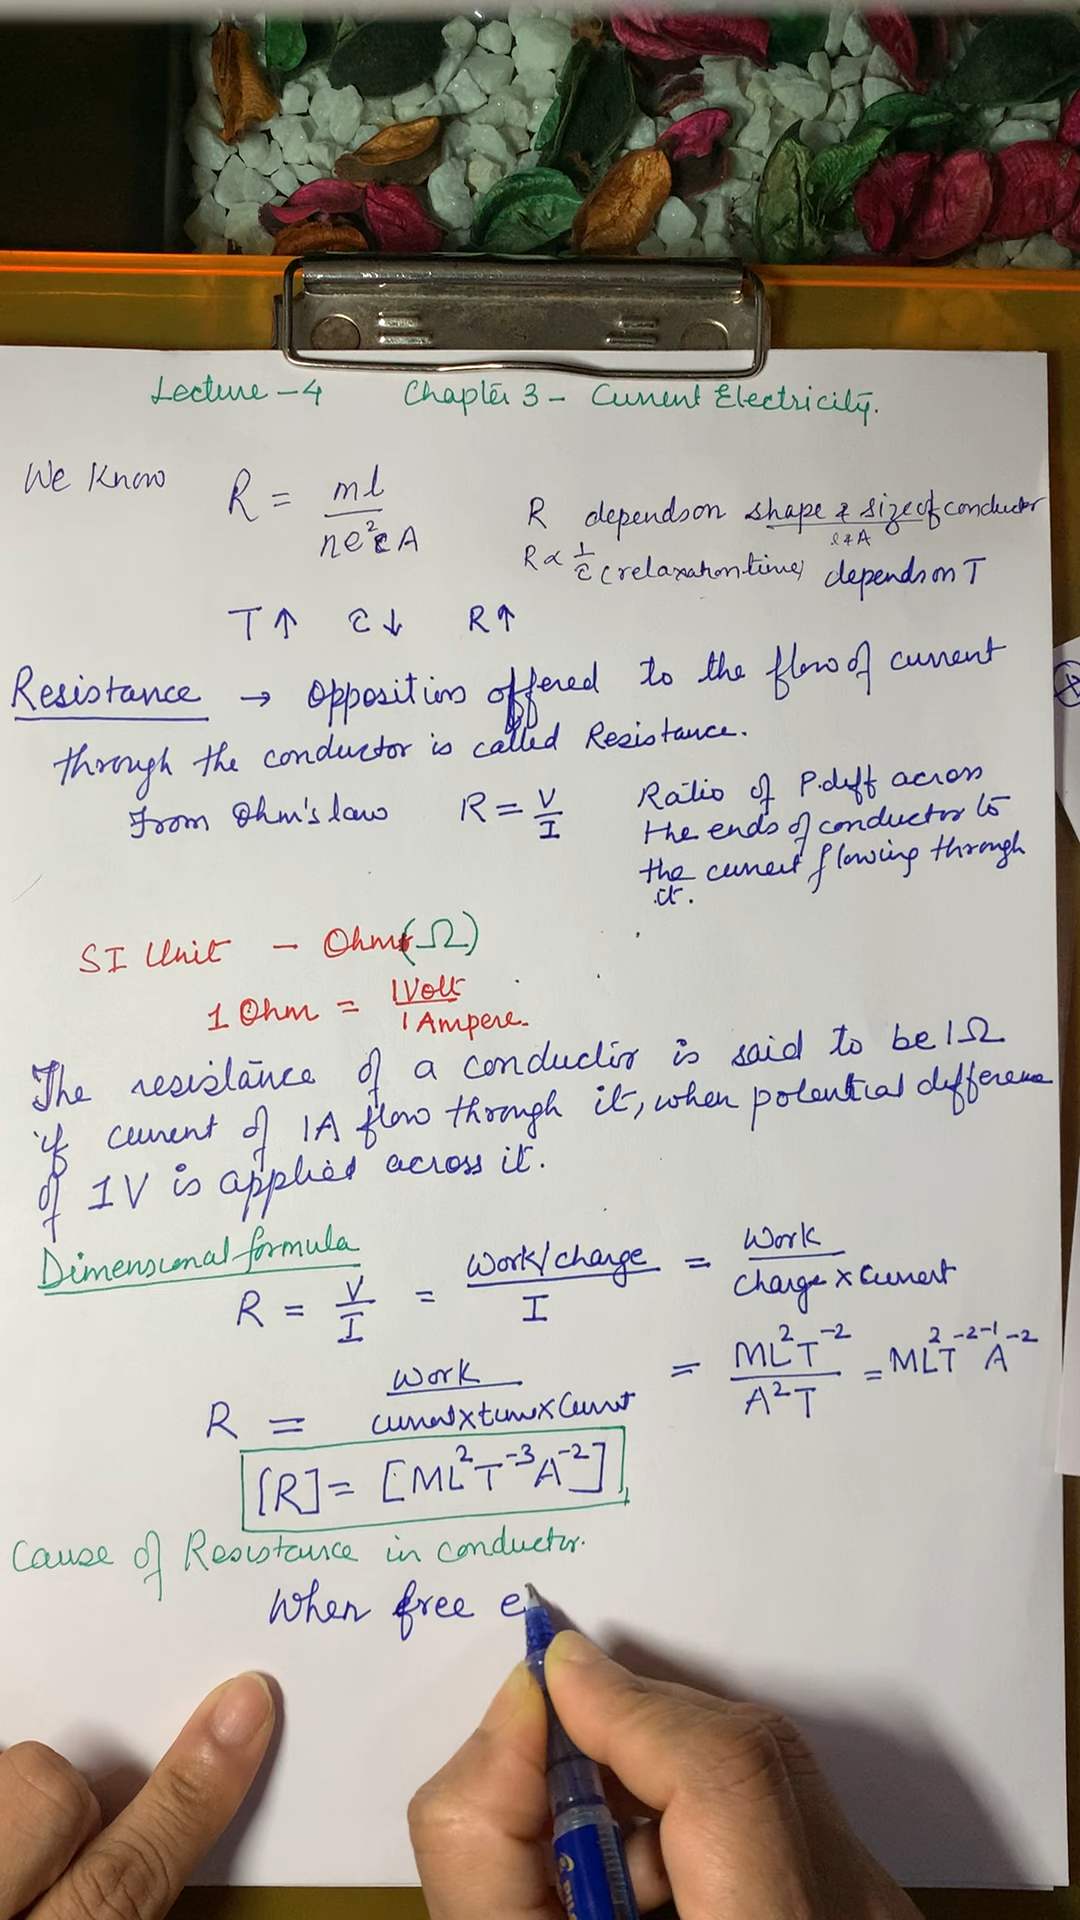 Lecture - 4 Chapter 3 - Current Electricity.
We Know R = ml / ne²τA
R depends on shape & size of conductor
l & A
R ∝ 1/τ (relaxation time) depends on T
T↑ τ↓ R↑
Resistance → Opposition offered to the flow of current
through the conductor is called Resistance.
From Ohm's law R = V/I
Ratio of P.diff across
the ends of conductor to
the current flowing through
it.
SI Unit - Ohm (Ω)
1 Ohm = 1 Volt / 1 Ampere.
The resistance of a conductor is said to be 1Ω
if current of 1A flow through it, when potential difference
of 1V is applied across it.
Dimensional formula
R = V/I = Work/charge / I = Work / charge × Current
R = Work / current × time × Current = ML²T⁻² / A²T = ML²T⁻²⁻¹A⁻²
[R] = [ML²T⁻³A⁻²]
Cause of Resistance in conductor.
When free e